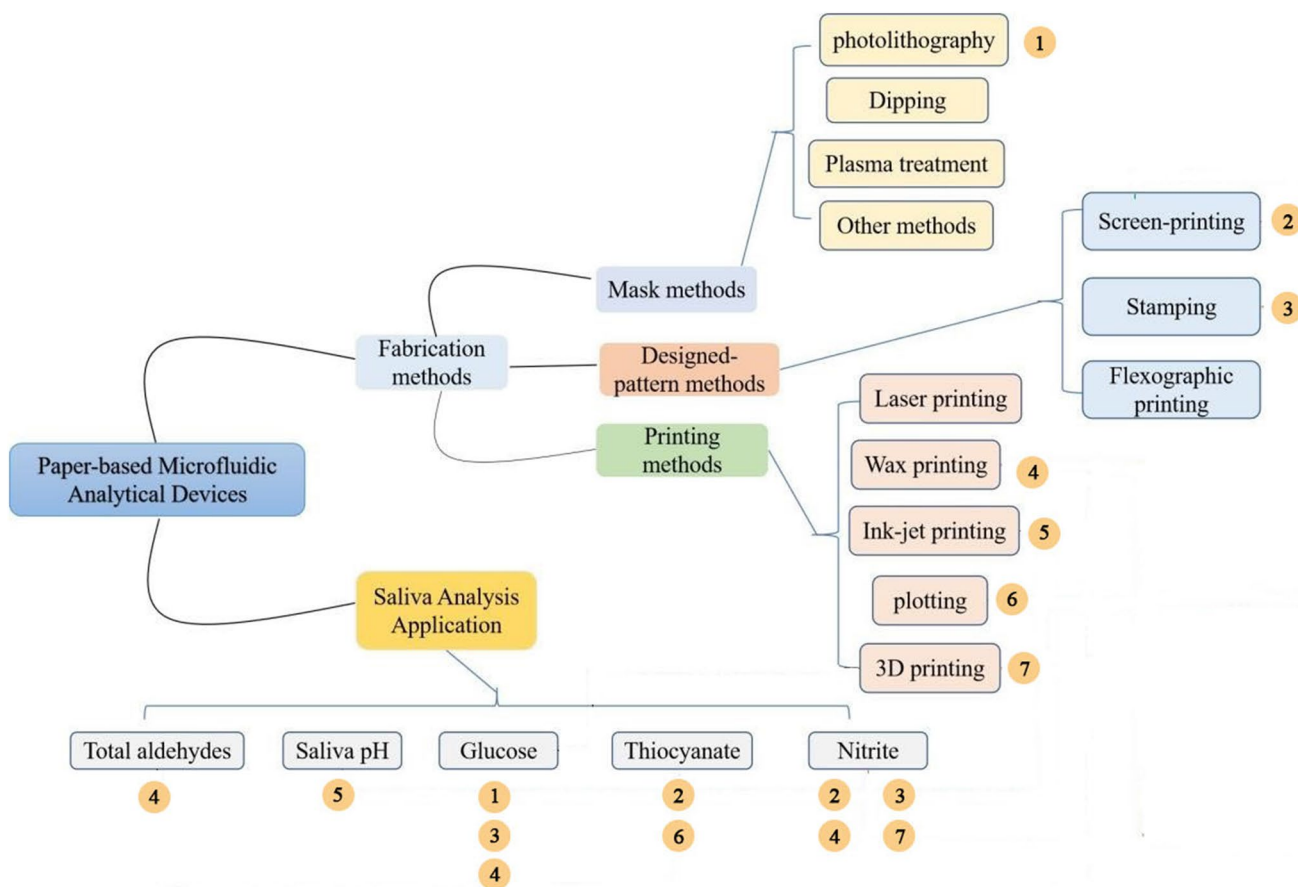 photolithography 1
Dipping
Plasma treatment
Other methods
Screen-printing 2
Stamping 3
Flexographic
printing
Mask methods
Fabrication
methods
Designed-
pattern methods
Printing
methods
Laser printing
Wax printing 4
Ink-jet printing 5
plotting 6
3D printing 7
Paper-based Microfluidic
Analytical Devices
Saliva Analysis
Application
Total aldehydes
4
Saliva pH
5
Glucose
1
3
4
Thiocyanate
2
6
Nitrite
2 3
4 7